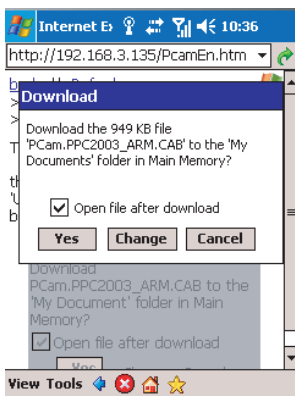 Internet E 10:36
http://192.168.3.135/PcamEn.htm
Download
Download the 949 KB file
'PCam.PPC2003_ARM.CAB' to the 'My
Documents' folder in Main Memory?
Open file after download
Yes Change Cancel
Download
PCam.PPC2003_ARM.CAB to the
'My Document' folder in Main
Memory?
Open file after download
Yes
View Tools